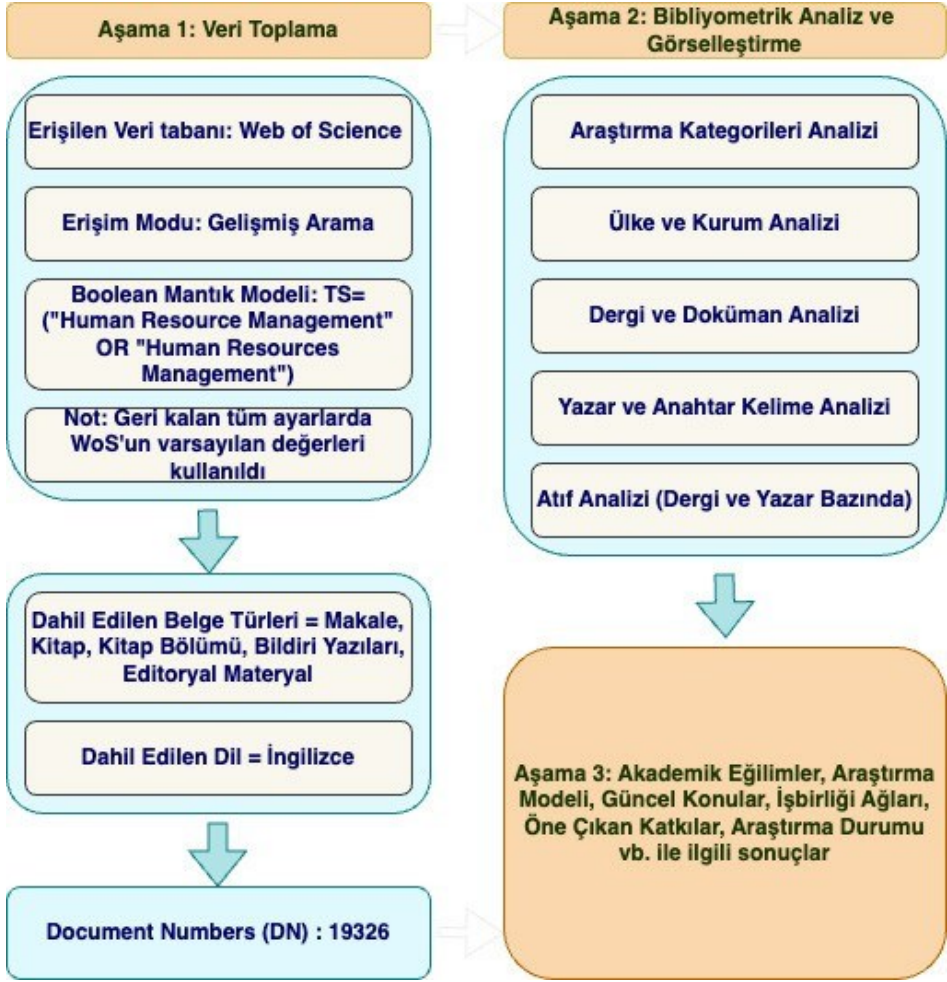 Aşama 1: Veri Toplama
Erişilen Veri tabanı: Web of Science
Erişim Modu: Gelişmiş Arama
Boolean Mantık Modeli: TS=
("Human Resource Management"
OR "Human Resources
Management")
Not: Geri kalan tüm ayarlarda
WoS'un varsayılan değerleri
kullanıldı
Dahil Edilen Belge Türleri = Makale,
Kitap, Kitap Bölümü, Bildiri Yazıları,
Editoryal Materyal
Dahil Edilen Dil = İngilizce
Document Numbers (DN) : 19326
Aşama 2: Bibliyometrik Analiz ve
Görselleştirme
Araştırma Kategorileri Analizi
Ülke ve Kurum Analizi
Dergi ve Doküman Analizi
Yazar ve Anahtar Kelime Analizi
Atıf Analizi (Dergi ve Yazar Bazında)
Aşama 3: Akademik Eğilimler, Araştırma
Modeli, Güncel Konular, İşbirliği Ağları,
Öne Çıkan Katkılar, Araştırma Durumu
vb. ile ilgili sonuçlar